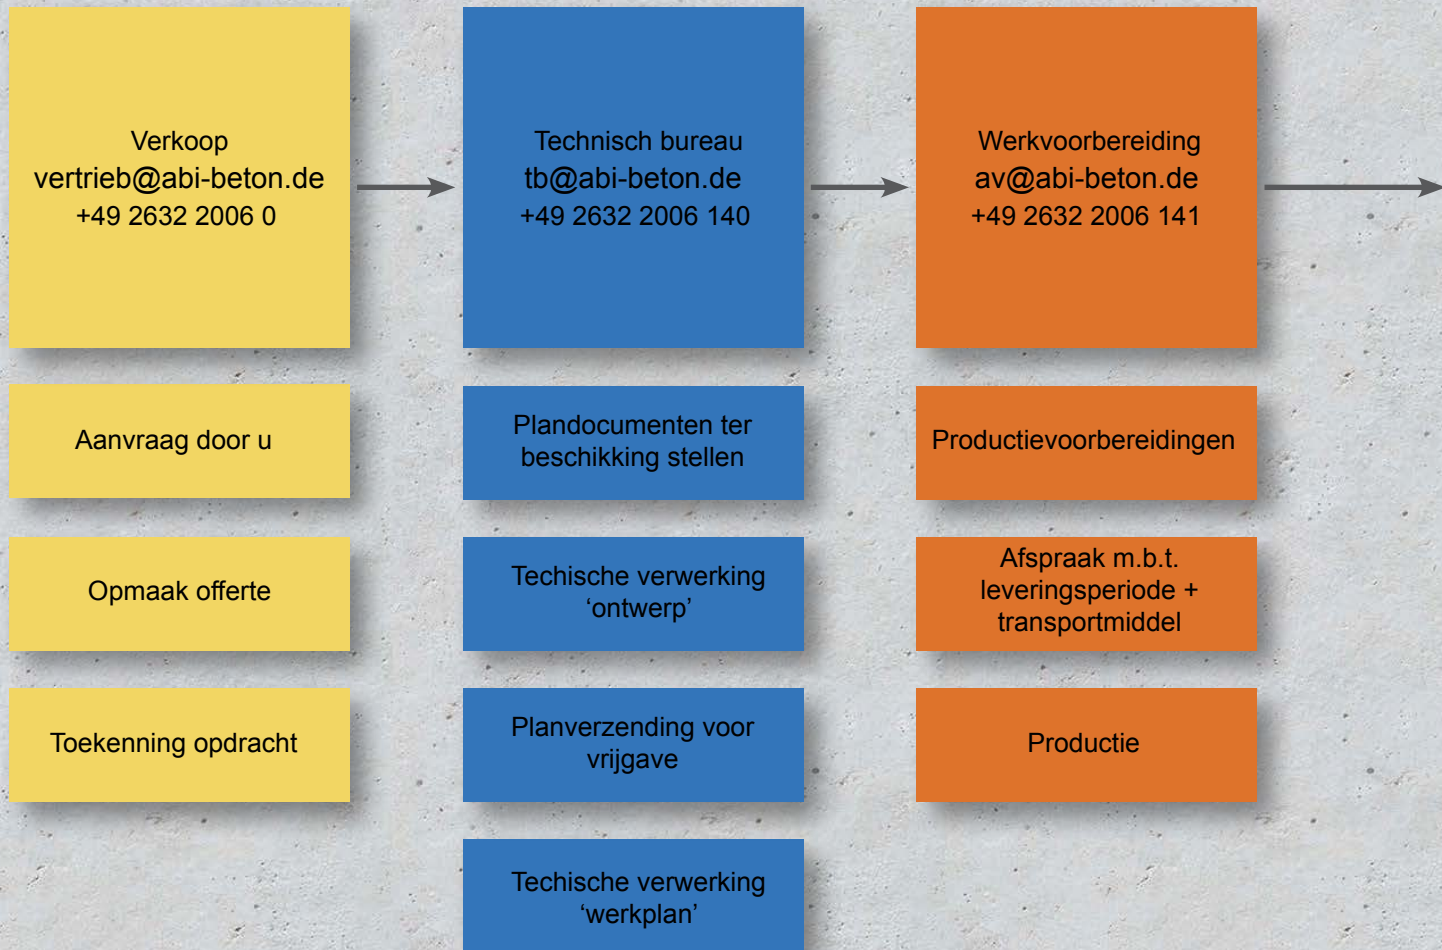 Verkoop
vertrieb@abi-beton.de
+49 2632 2006 0
Technisch bureau
tb@abi-beton.de
+49 2632 2006 140
Werkvoorbereiding
av@abi-beton.de
+49 2632 2006 141
Aanvraag door u
Plandocumenten ter
beschikking stellen
Productievoorbereidingen
Opmaak offerte
Techische verwerking
‘ontwerp’
Afspraak m.b.t.
leveringsperiode +
transportmiddel
Toekenning opdracht
Planverzending voor
vrijgave
Productie
Techische verwerking
‘werkplan’